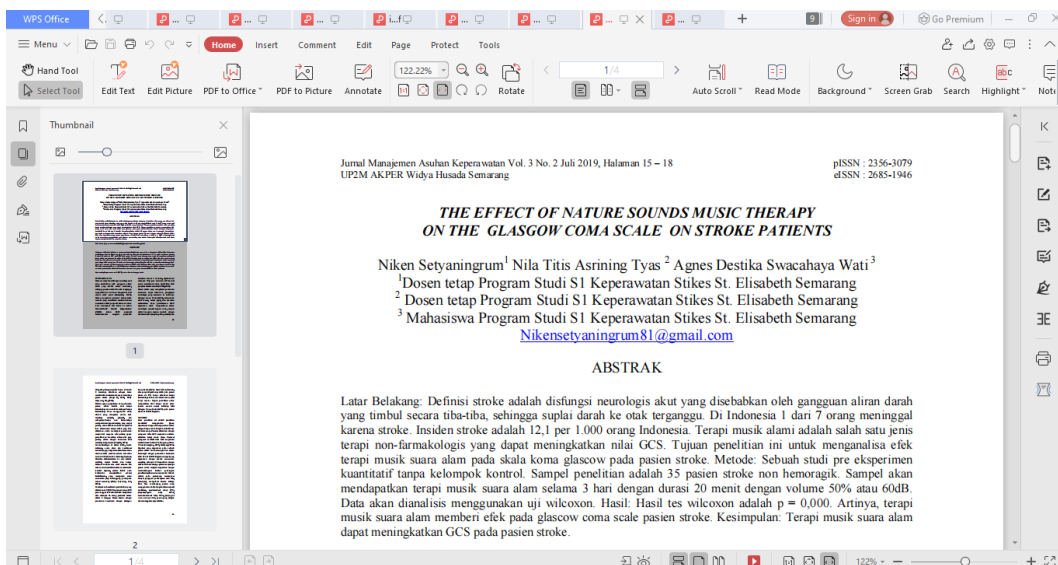 WPS Office
9
Sign in
Go Premium
Menu
Home
Insert
Comment
Edit
Page
Protect
Tools
Hand Tool
Select Tool
Edit Text
Edit Picture
PDF to Office
PDF to Picture
Annotate
122.22%
Rotate
1/4
Auto Scroll
Read Mode
Background
Screen Grab
Search
Highlight
Thumbnail
1
2
Jurnal Manajemen Asuhan Keperawatan Vol. 3 No. 2 Juli 2019, Halaman 15 – 18 pISSN : 2356-3079
UP2M AKPER Widya Husada Semarang eISSN : 2685-1946
THE EFFECT OF NATURE SOUNDS MUSIC THERAPY
ON THE GLASGOW COMA SCALE ON STROKE PATIENTS
Niken Setyaningrum1 Nila Titis Asrining Tyas 2 Agnes Destika Swacahaya Wati 3
1Dosen tetap Program Studi S1 Keperawatan Stikes St. Elisabeth Semarang
2 Dosen tetap Program Studi S1 Keperawatan Stikes St. Elisabeth Semarang
3 Mahasiswa Program Studi S1 Keperawatan Stikes St. Elisabeth Semarang
Nikensetyaningrum81@gmail.com
ABSTRAK
Latar Belakang: Definisi stroke adalah disfungsi neurologis akut yang disebabkan oleh gangguan aliran darah
yang timbul secara tiba-tiba, sehingga suplai darah ke otak terganggu. Di Indonesia 1 dari 7 orang meninggal
karena stroke. Insiden stroke adalah 12,1 per 1.000 orang Indonesia. Terapi musik alami adalah salah satu jenis
terapi non-farmakologis yang dapat meningkatkan nilai GCS. Tujuan penelitian ini untuk menganalisa efek
terapi musik suara alam pada skala koma glascow pada pasien stroke. Metode: Sebuah studi pre eksperimen
kuantitatif tanpa kelompok kontrol. Sampel penelitian adalah 35 pasien stroke non hemoragik. Sampel akan
mendapatkan terapi musik suara alam selama 3 hari dengan durasi 20 menit dengan volume 50% atau 60dB.
Data akan dianalisis menggunakan uji wilcoxon. Hasil: Hasil tes wilcoxon adalah p = 0,000. Artinya, terapi
musik suara alam memberi efek pada glascow coma scale pasien stroke. Kesimpulan: Terapi musik suara alam
dapat meningkatkan GCS pada pasien stroke.
1/4
122%